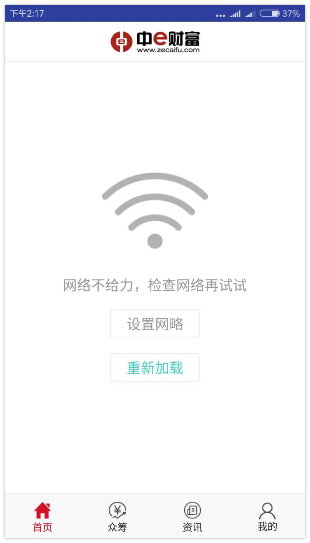 下午2:17
37%
中e财富
www.zecaifu.com
网络不给力，检查网络再试试
设置网略
重新加载
首页
众筹
资讯
我的